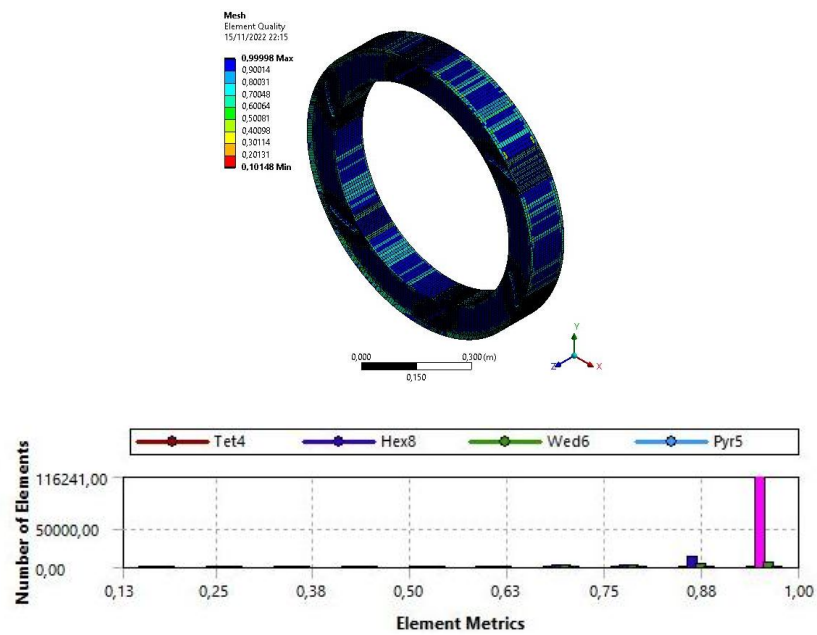 Mesh
Element Quality
15/11/2022 22:15
0,99998 Max
0,90014
0,80031
0,70048
0,60064
0,50081
0,40098
0,30114
0,20131
0,10148 Min
0,000
0,300 (m)
0,150
Y
Z
X
Tet4
Hex8
Wed6
Pyr5
Number of Elements
116241,00
50000,00
0,00
0,13
0,25
0,38
0,50
0,63
0,75
0,88
1,00
Element Metrics